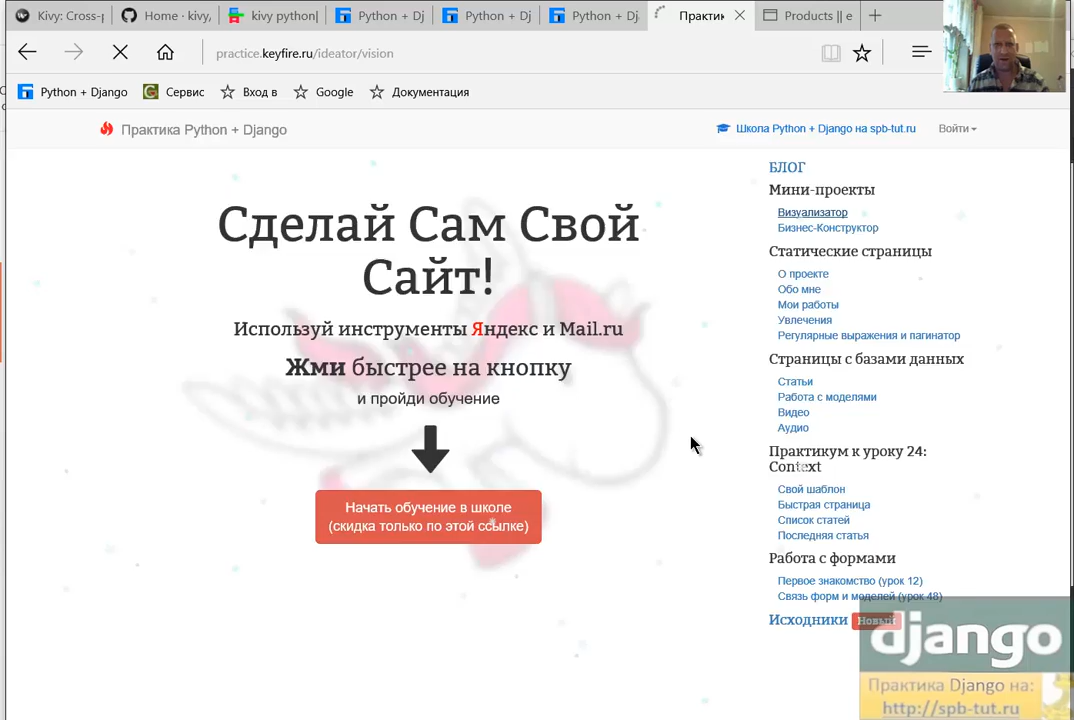 Kivy: Cross-p
Home · kivy,
kivy python|
Python + Dj
Python + Dj
Python + Dj
Практик
Products || e
practice.keyfire.ru/ideator/vision
Python + Django
Сервис
Вход в
Google
Документация
Практика Python + Django
Школа Python + Django на spb-tut.ru
Войти
Сделай Сам Свой
Сайт!
Используй инструменты Яндекс и Mail.ru
Жми быстрее на кнопку
и пройди обучение
Начать обучение в школе
(скидка только по этой ссылке)
БЛОГ
Мини-проекты
Визуализатор
Бизнес-Конструктор
Статические страницы
О проекте
Обо мне
Мои работы
Увлечения
Регулярные выражения и пагинатор
Страницы с базами данных
Статьи
Работа с моделями
Видео
Аудио
Практикум к уроку 24:
Context
Свой шаблон
Быстрая страница
Список статей
Последняя статья
Работа с формами
Первое знакомство (урок 12)
Связь форм и моделей (урок 48)
Исходники Новый
django
Практика Django на:
http://spb-tut.ru